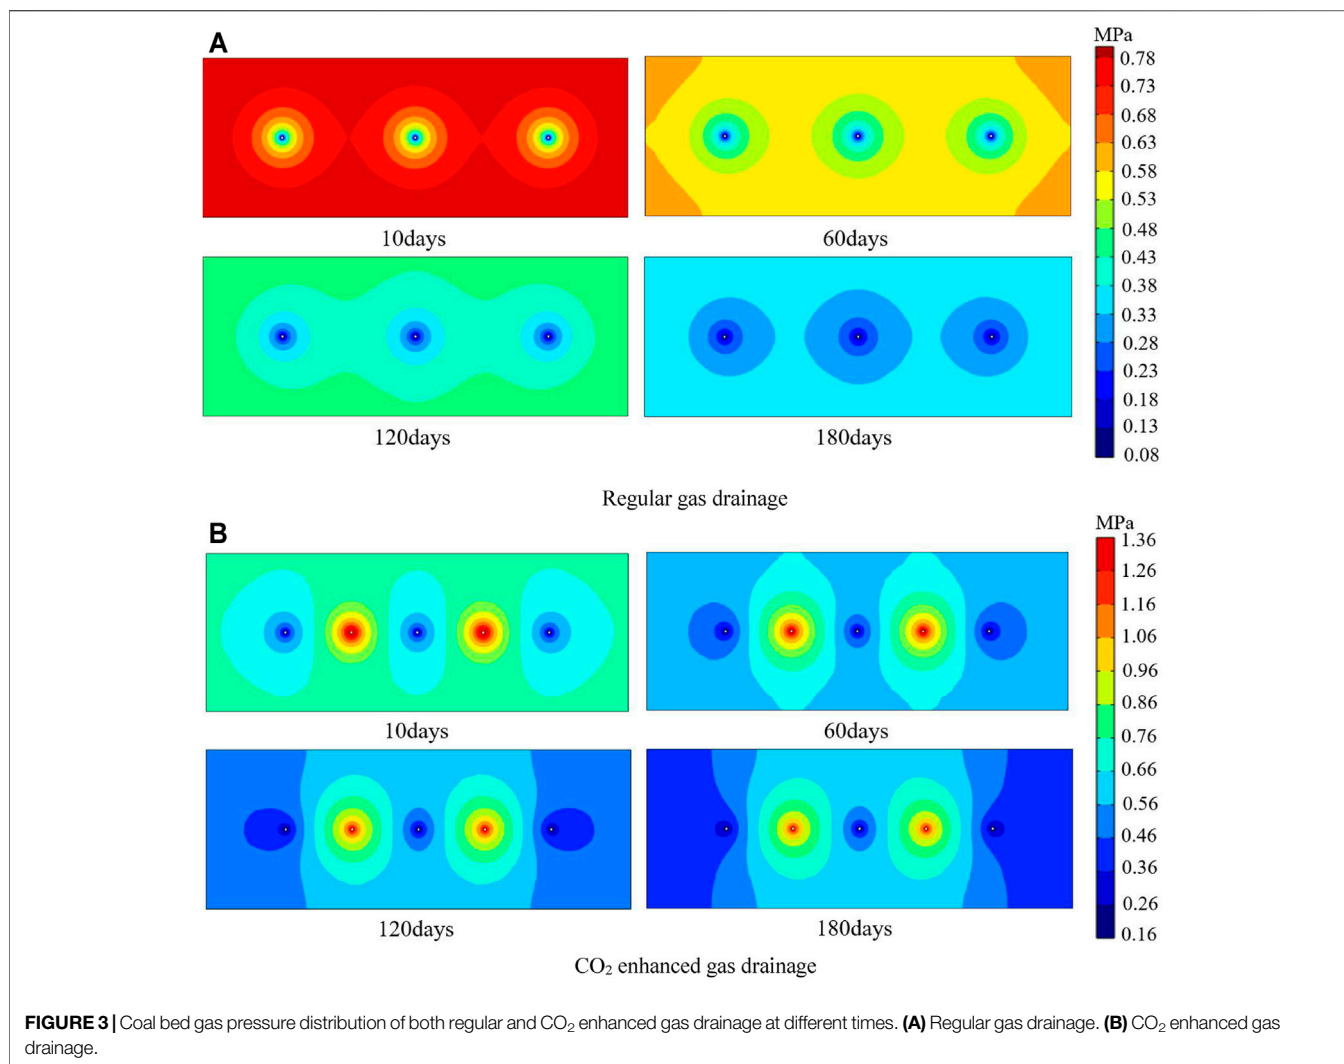 A
MPa
0.78
0.73
0.68
0.63
0.58
0.53
0.48
0.43
0.38
0.33
0.28
0.23
0.18
0.13
0.08
10days
60days
120days
180days
Regular gas drainage
B
MPa
1.36
1.26
1.16
1.06
0.96
0.86
0.76
0.66
0.56
0.46
0.36
0.26
0.16
10days
60days
120days
180days
CO₂ enhanced gas drainage
FIGURE 3 | Coal bed gas pressure distribution of both regular and CO₂ enhanced gas drainage at different times. (A) Regular gas drainage. (B) CO₂ enhanced gas
drainage.